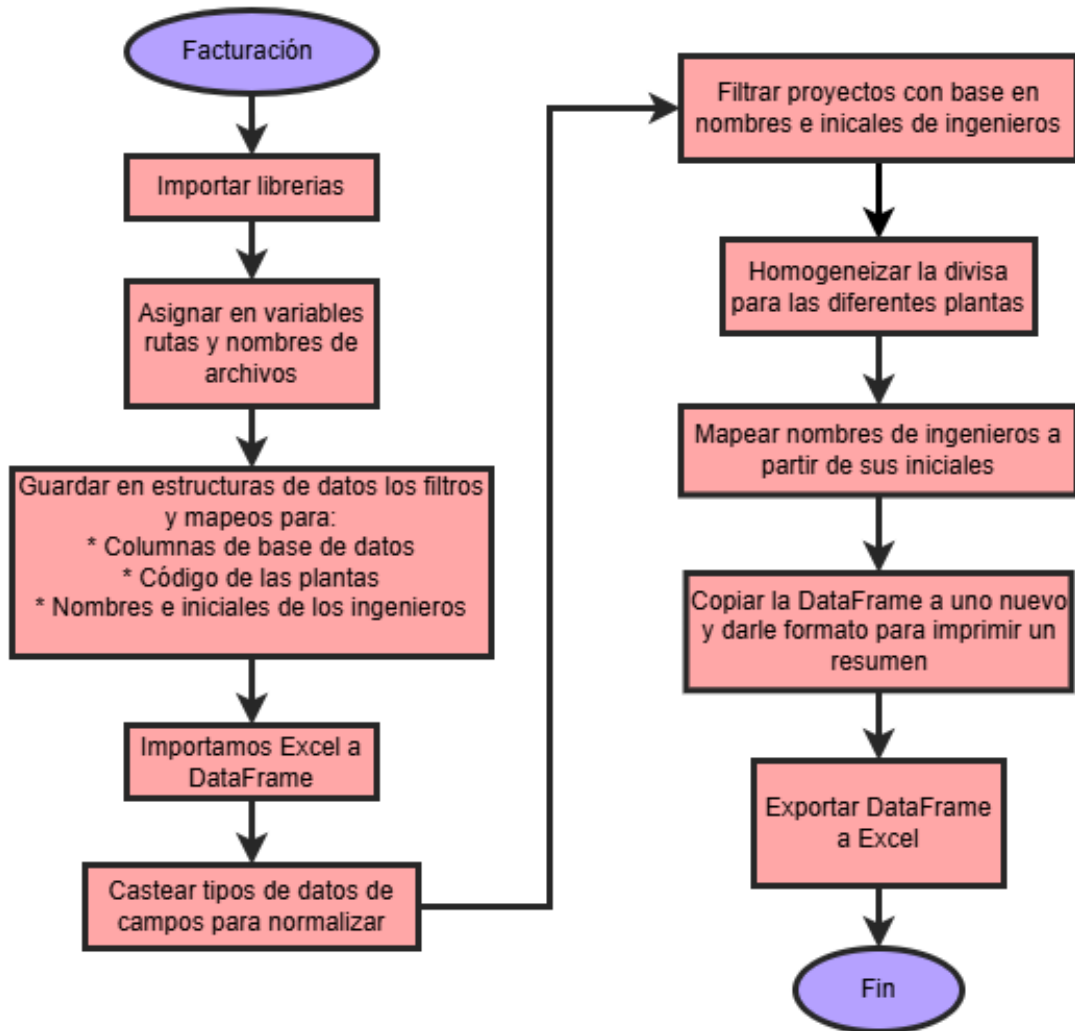 Facturación
Importar librerias
Asignar en variables
rutas y nombres de
archivos
Guardar en estructuras de datos los filtros
y mapeos para:
* Columnas de base de datos
* Código de las plantas
* Nombres e iniciales de los ingenieros
Importamos Excel a
DataFrame
Castear tipos de datos de
campos para normalizar
Filtrar proyectos con base en
nombres e inicales de ingenieros
Homogeneizar la divisa
para las diferentes plantas
Mapear nombres de ingenieros a
partir de sus iniciales
Copiar la DataFrame a uno nuevo
y darle formato para imprimir un
resumen
Exportar DataFrame
a Excel
Fin